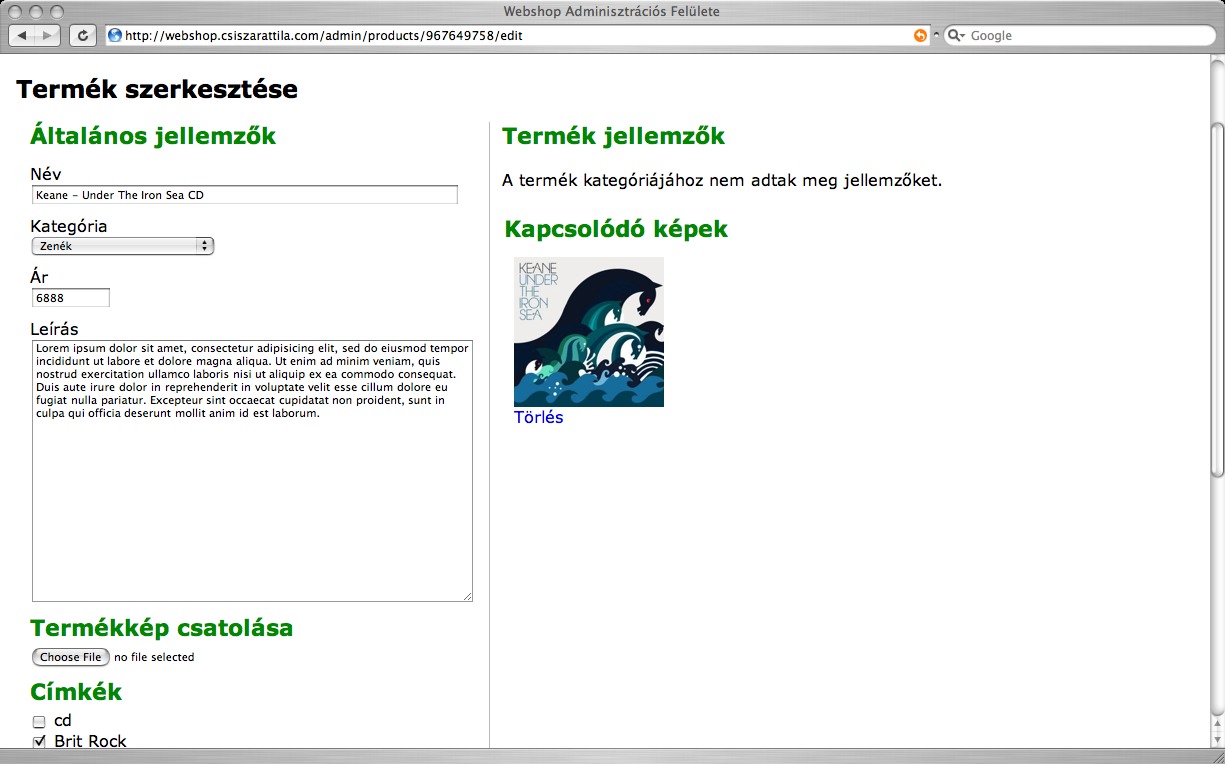 Webshop Adminisztrációs Felülete
http://webshop.csiszarattila.com/admin/products/967649758/edit
Google
Termék szerkesztése
Általános jellemzők
Név
Keane - Under The Iron Sea CD
Kategória
Zenék
Ár
6888
Leírás
Lorem ipsum dolor sit amet, consectetur adipisicing elit, sed do eiusmod tempor
incididunt ut labore et dolore magna aliqua. Ut enim ad minim veniam, quis
nostrud exercitation ullamco laboris nisi ut aliquip ex ea commodo consequat.
Duis aute irure dolor in reprehenderit in voluptate velit esse cillum dolore eu
fugiat nulla pariatur. Excepteur sint occaecat cupidatat non proident, sunt in
culpa qui officia deserunt mollit anim id est laborum.
Termékkép csatolása
Choose File no file selected
Címkék
cd
Brit Rock
Termék jellemzők
A termék kategóriájához nem adtak meg jellemzőket.
Kapcsolódó képek
KEANE
UNDER
THE
IRON
SEA
Törlés